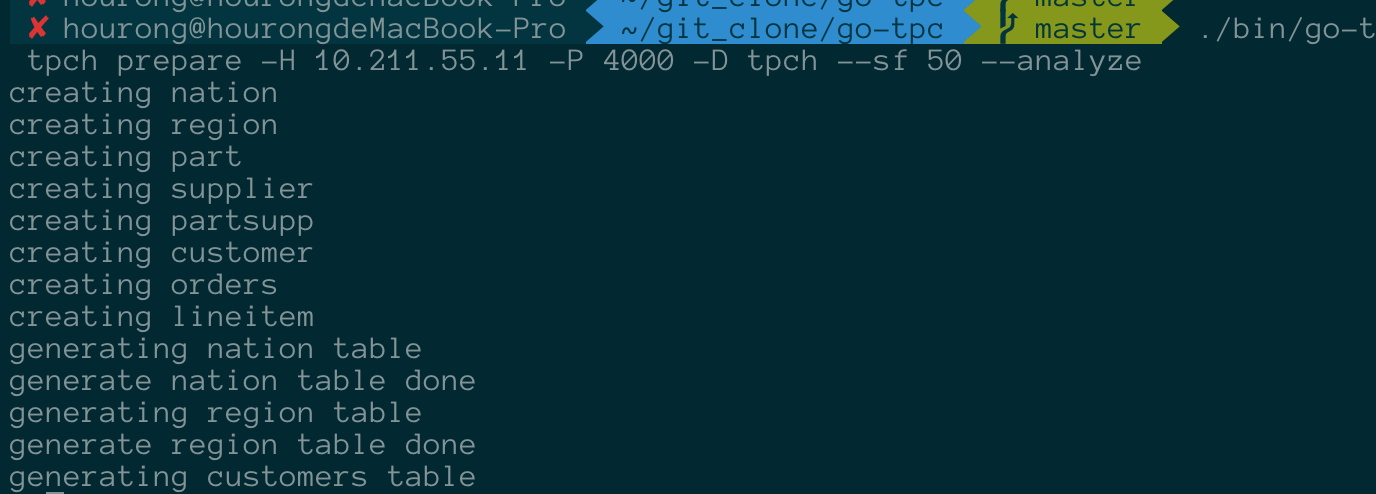 ✘ hourong@hourongdeMacBook-Pro ~/git_clone/go-tpc master
✘ hourong@hourongdeMacBook-Pro ~/git_clone/go-tpc master ./bin/go-t
tpch prepare -H 10.211.55.11 -P 4000 -D tpch --sf 50 --analyze
creating nation
creating region
creating part
creating supplier
creating partsupp
creating customer
creating orders
creating lineitem
generating nation table
generate nation table done
generating region table
generate region table done
generating customers table